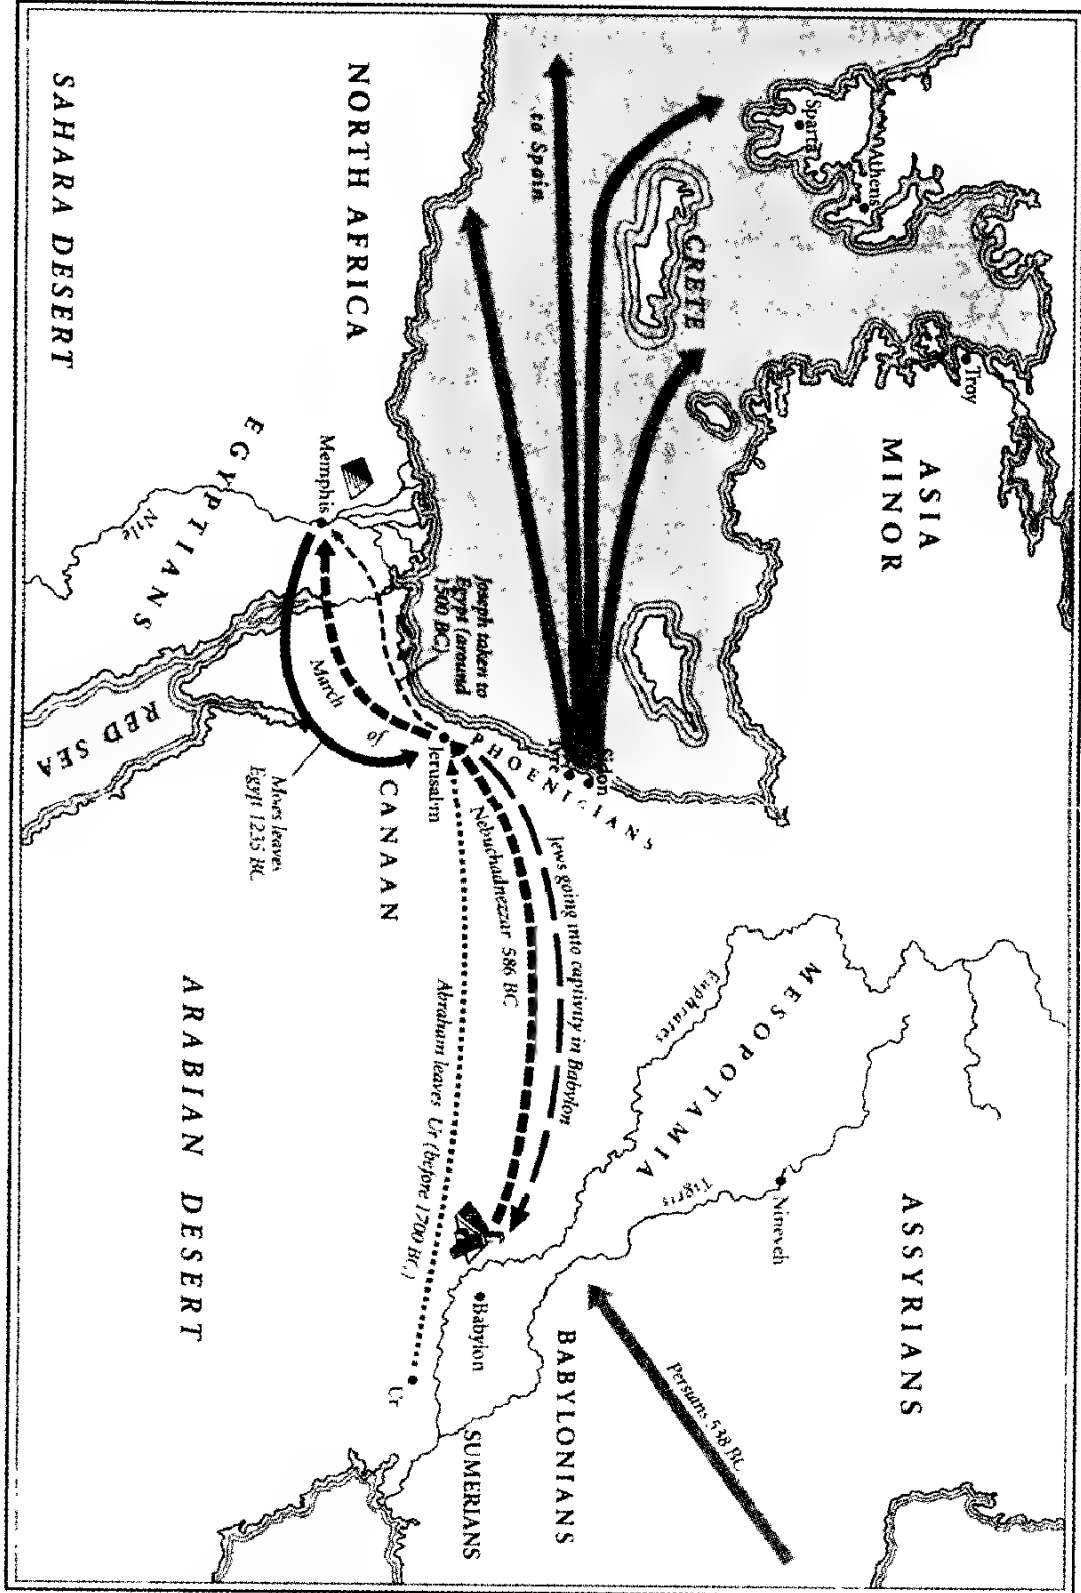 Sparta
Athens
Troy
ASIA
MINOR
ASSYRIANS
CRETE
to Spain
NORTH AFRICA
SAHARA DESERT
MESOPOTAMIA
Euphrates
Tigris
Nineveh
Persians 538 BC
BABYLONIANS
SUMERIANS
Babylon
Ur
Sidon
PHOENICIANS
Jews going into captivity in Babylon
Nebuchadnezzar 586 BC
March of
Abraham leaves Ur (before 1700 BC)
Jerusalm
CANAAN
Joseph taken to
Egypt (around
1500 BC)
Memphis
EGYPTIANS
Nile
RED SEA
Moses leaves
Egypt 1235 BC
ARABIAN DESERT